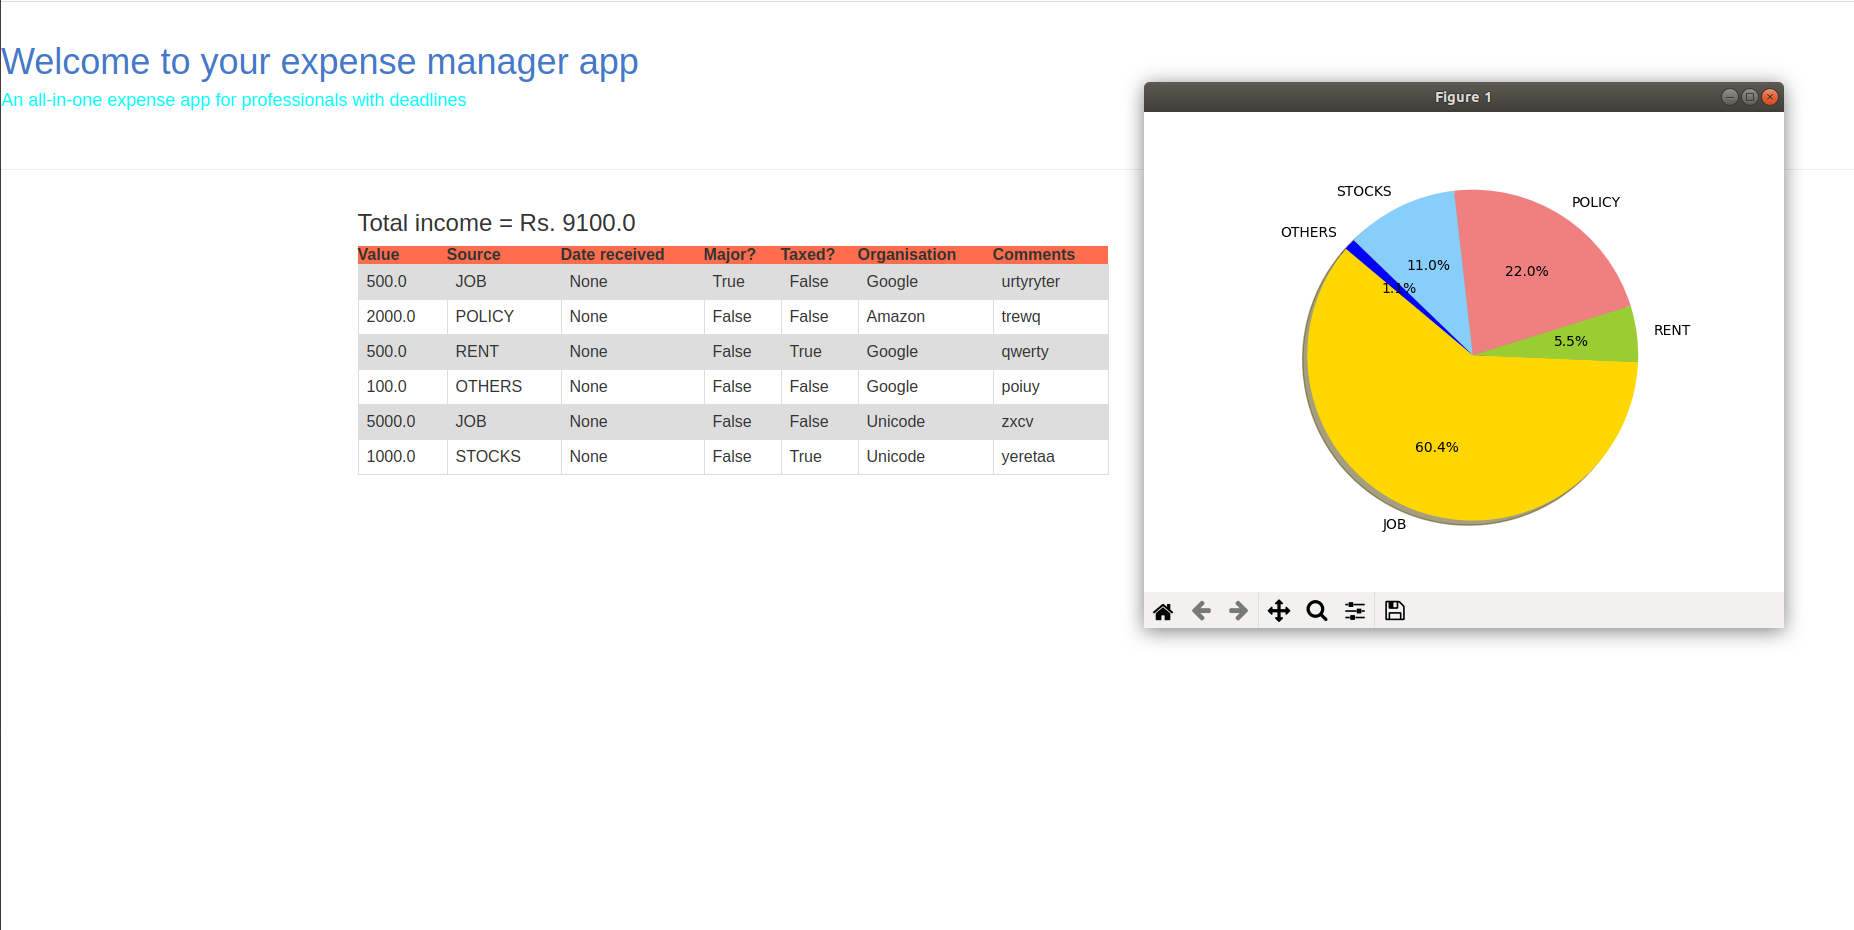 Welcome to your expense manager app
An all-in-one expense app for professionals with deadlines
Total income = Rs. 9100.0
Value Source Date received Major? Taxed? Organisation Comments
500.0 JOB None True False Google urtyryter
2000.0 POLICY None False False Amazon trewq
500.0 RENT None False True Google qwerty
100.0 OTHERS None False False Google poiuy
5000.0 JOB None False False Unicode zxcv
1000.0 STOCKS None False True Unicode yeretaa
Figure 1
STOCKS
POLICY
OTHERS
11.0%
22.0%
1.1%
RENT
5.5%
60.4%
JOB